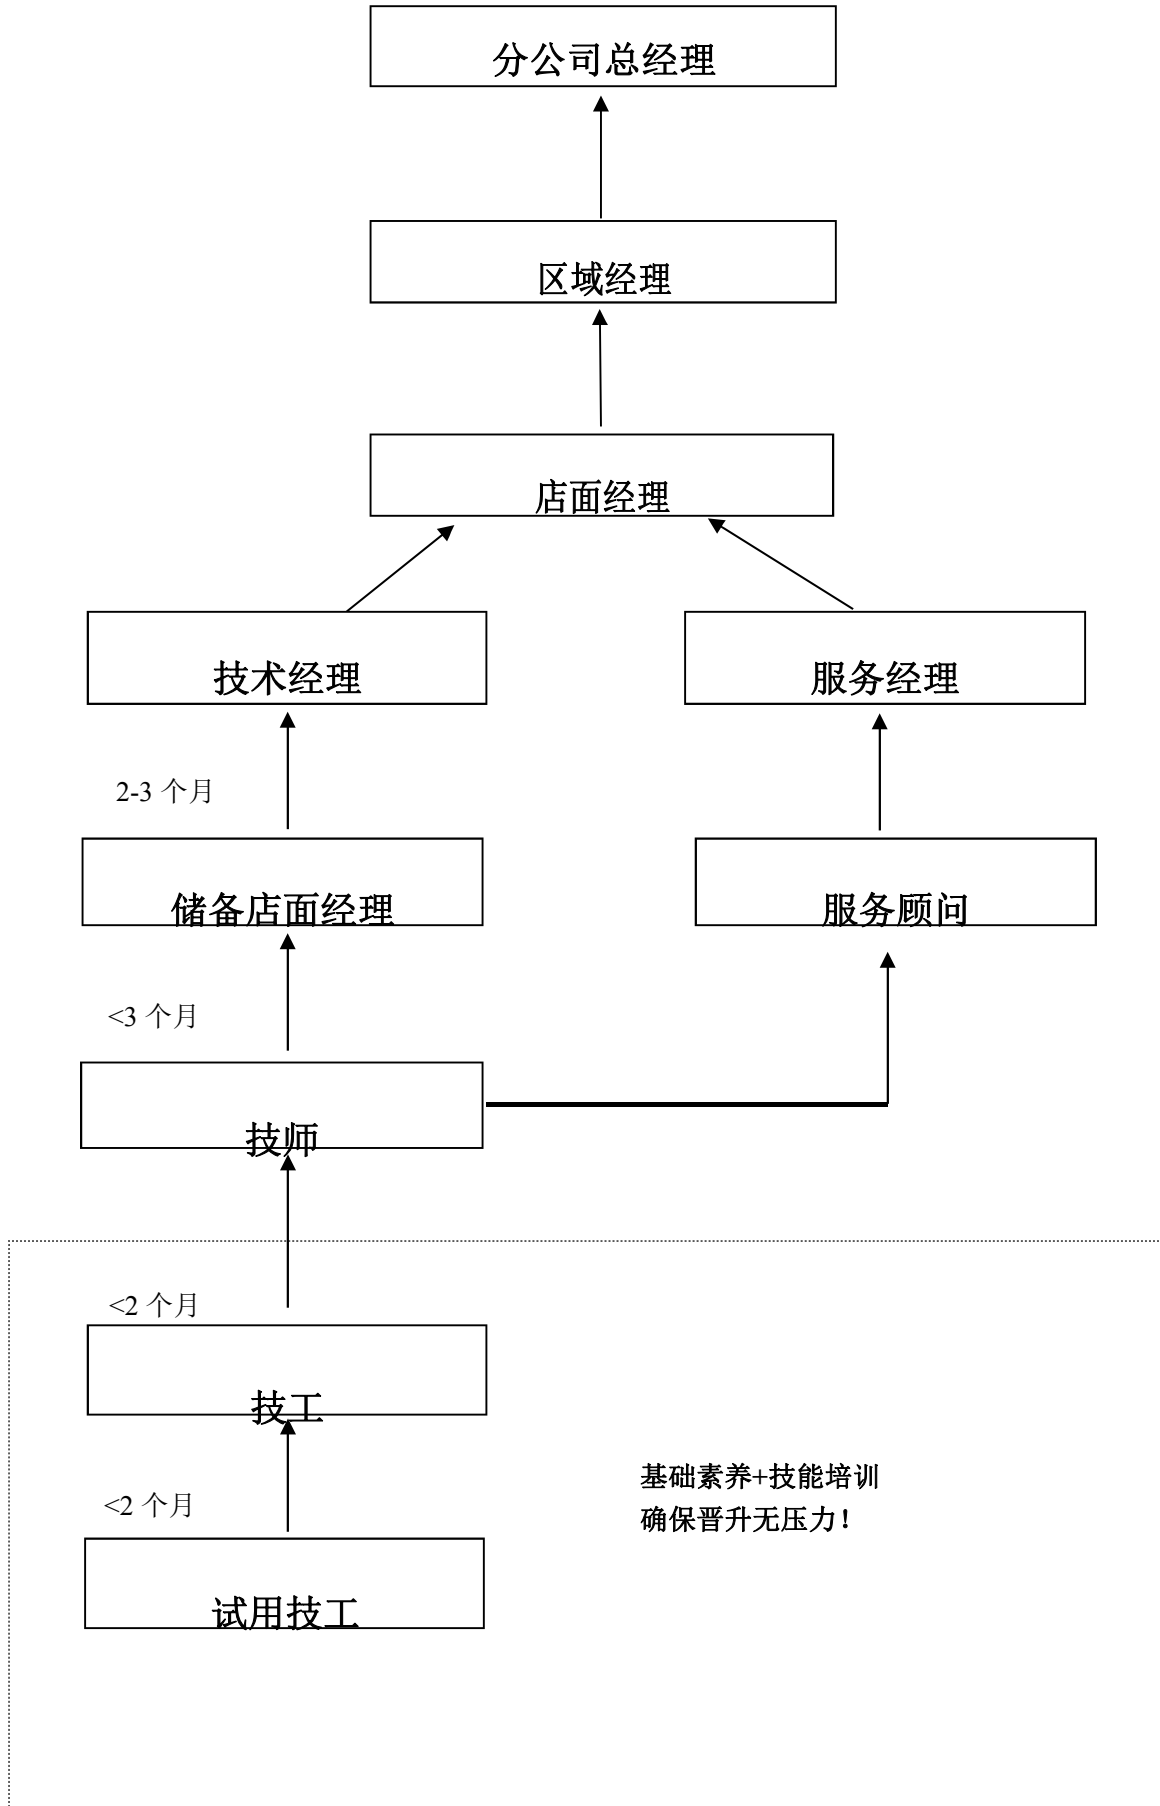 分公司总经理
区域经理
店面经理
技术经理
服务经理
2-3 个月
储备店面经理
服务顾问
<3 个月
技师
<2 个月
技工
基础素养+技能培训
<2 个月
确保晋升无压力！
试用技工